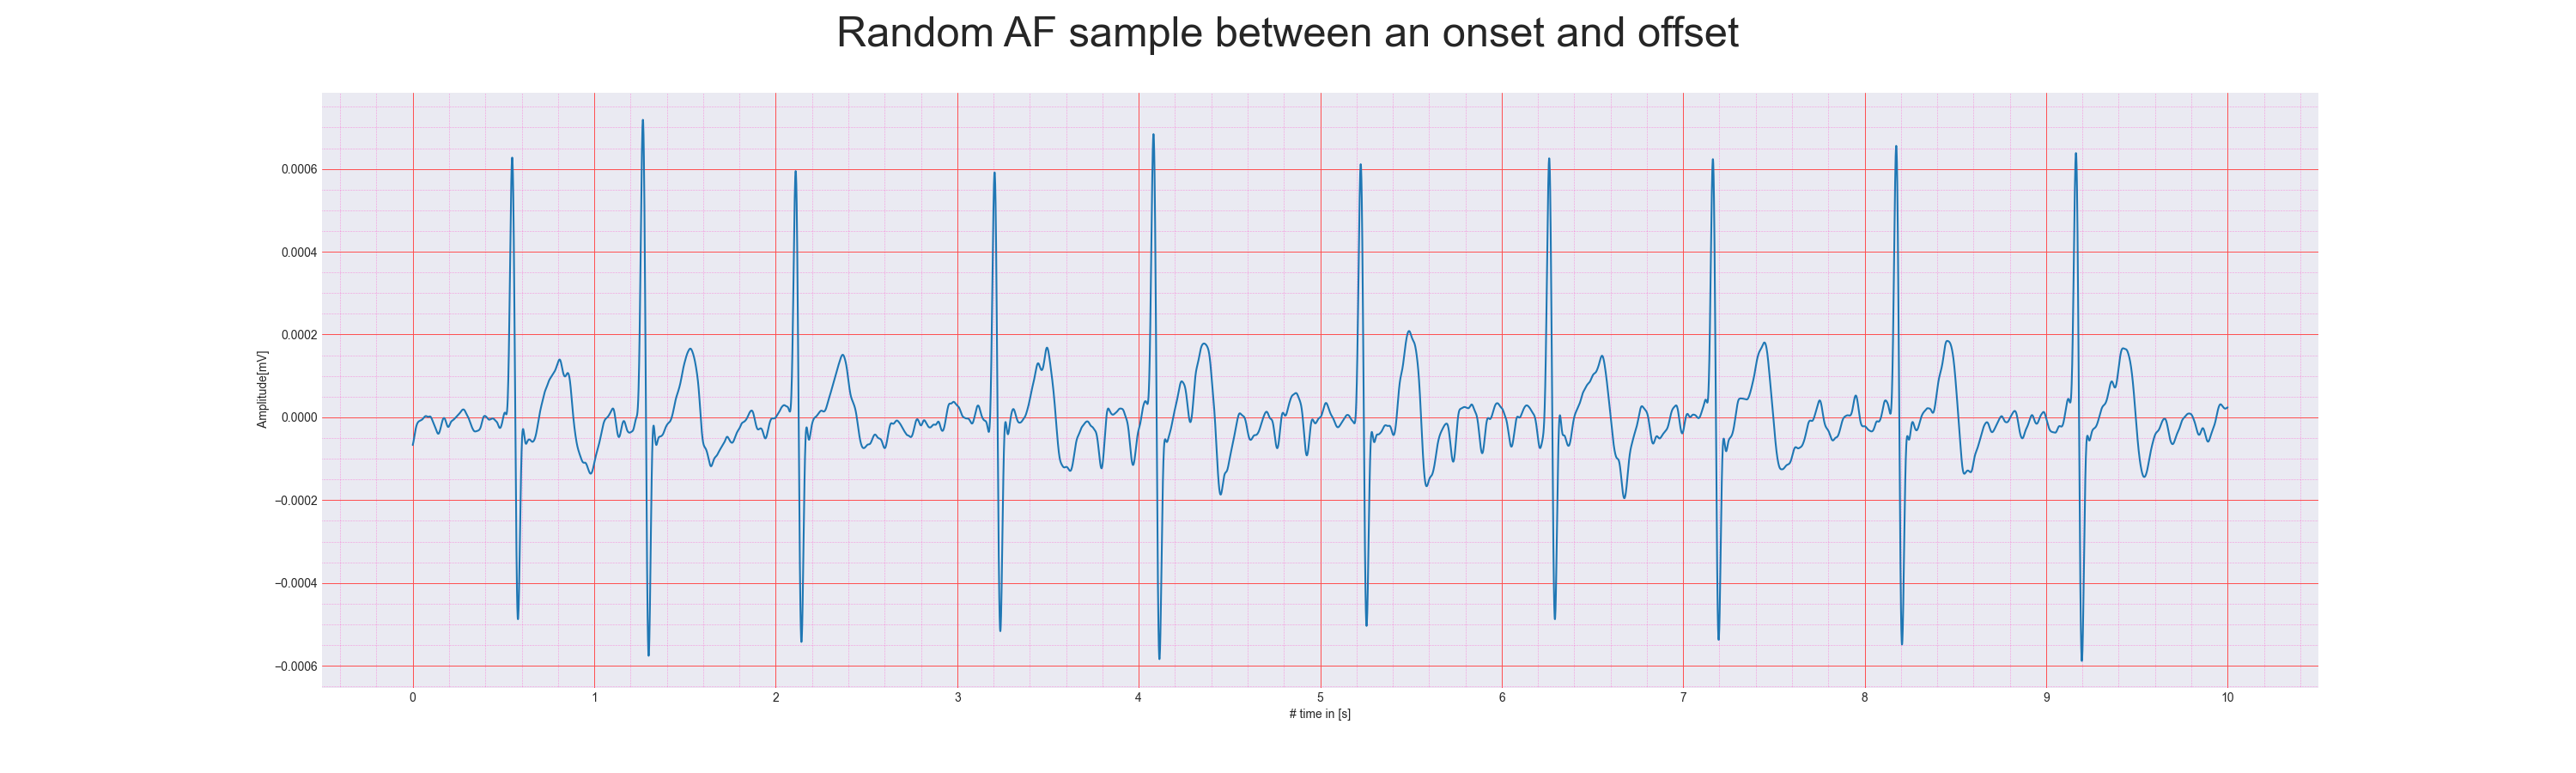 Random AF sample between an onset and offset
0.0006
0.0004
0.0002
0.0000
−0.0002
−0.0004
−0.0006
Amplitude[mV]
0 1 2 3 4 5 6 7 8 9 10
# time in [s]